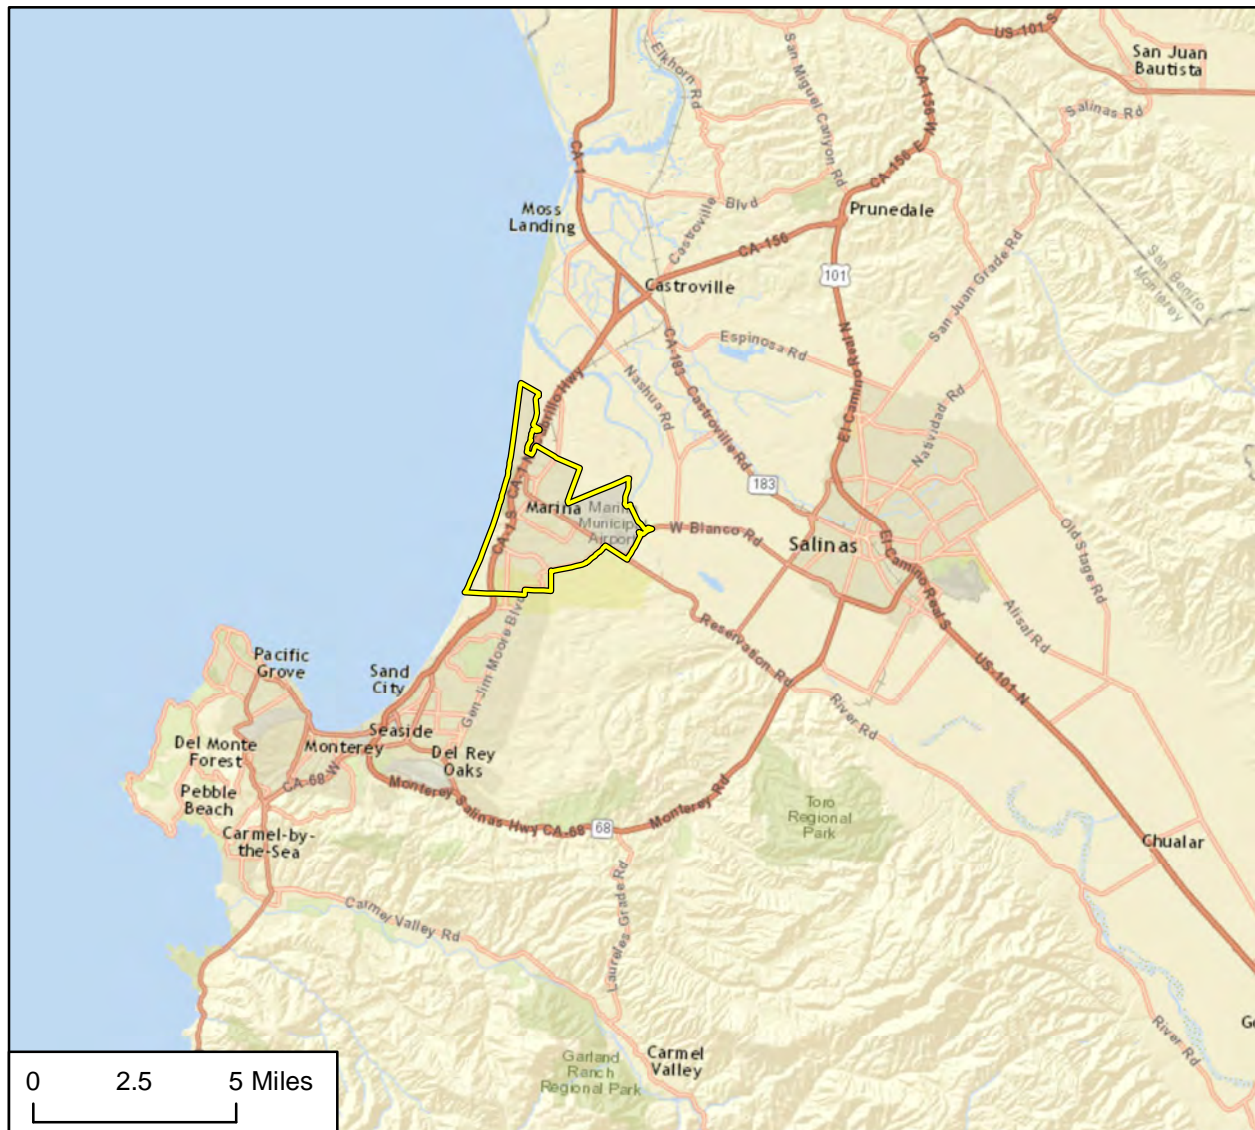 US-101 S
San Juan
Bautista
Elkhorn Rd
San Miguel Canyon Rd
CA-156 W
Salinas Rd
CA-1
CA-156 E
Moss
Landing
Castroville
Blvd
Prunedale
CA-156
San Juan Grade Rd
San Benito
Monterey
101
Castroville
El Camino Real N
CA-183
Espinosa Rd
Nashua Rd
Castroville Rd
Natividad Rd
CA-1 N
CA-1 S
183
Marina
Municipal
Airport
W Blanco Rd
Salinas
El Camino Real S
Old Stage Rd
Alisal Rd
Gen Jim Moore Blvd
Reservation Rd
Pacific
Grove
Sand
City
US-101 N
River Rd
Seaside
Del Monte
Forest
Monterey
Del Rey
Oaks
CA-68 W
Pebble
Beach
Monterey Salinas Hwy CA-68
68
Monterey Rd
Toro
Regional
Park
Carmel-by-
the-Sea
Chualar
Laureles Grade Rd
Carmel Valley Rd
River Rd
Garland
Ranch
Regional Park
Carmel
Valley
0 2.5 5 Miles